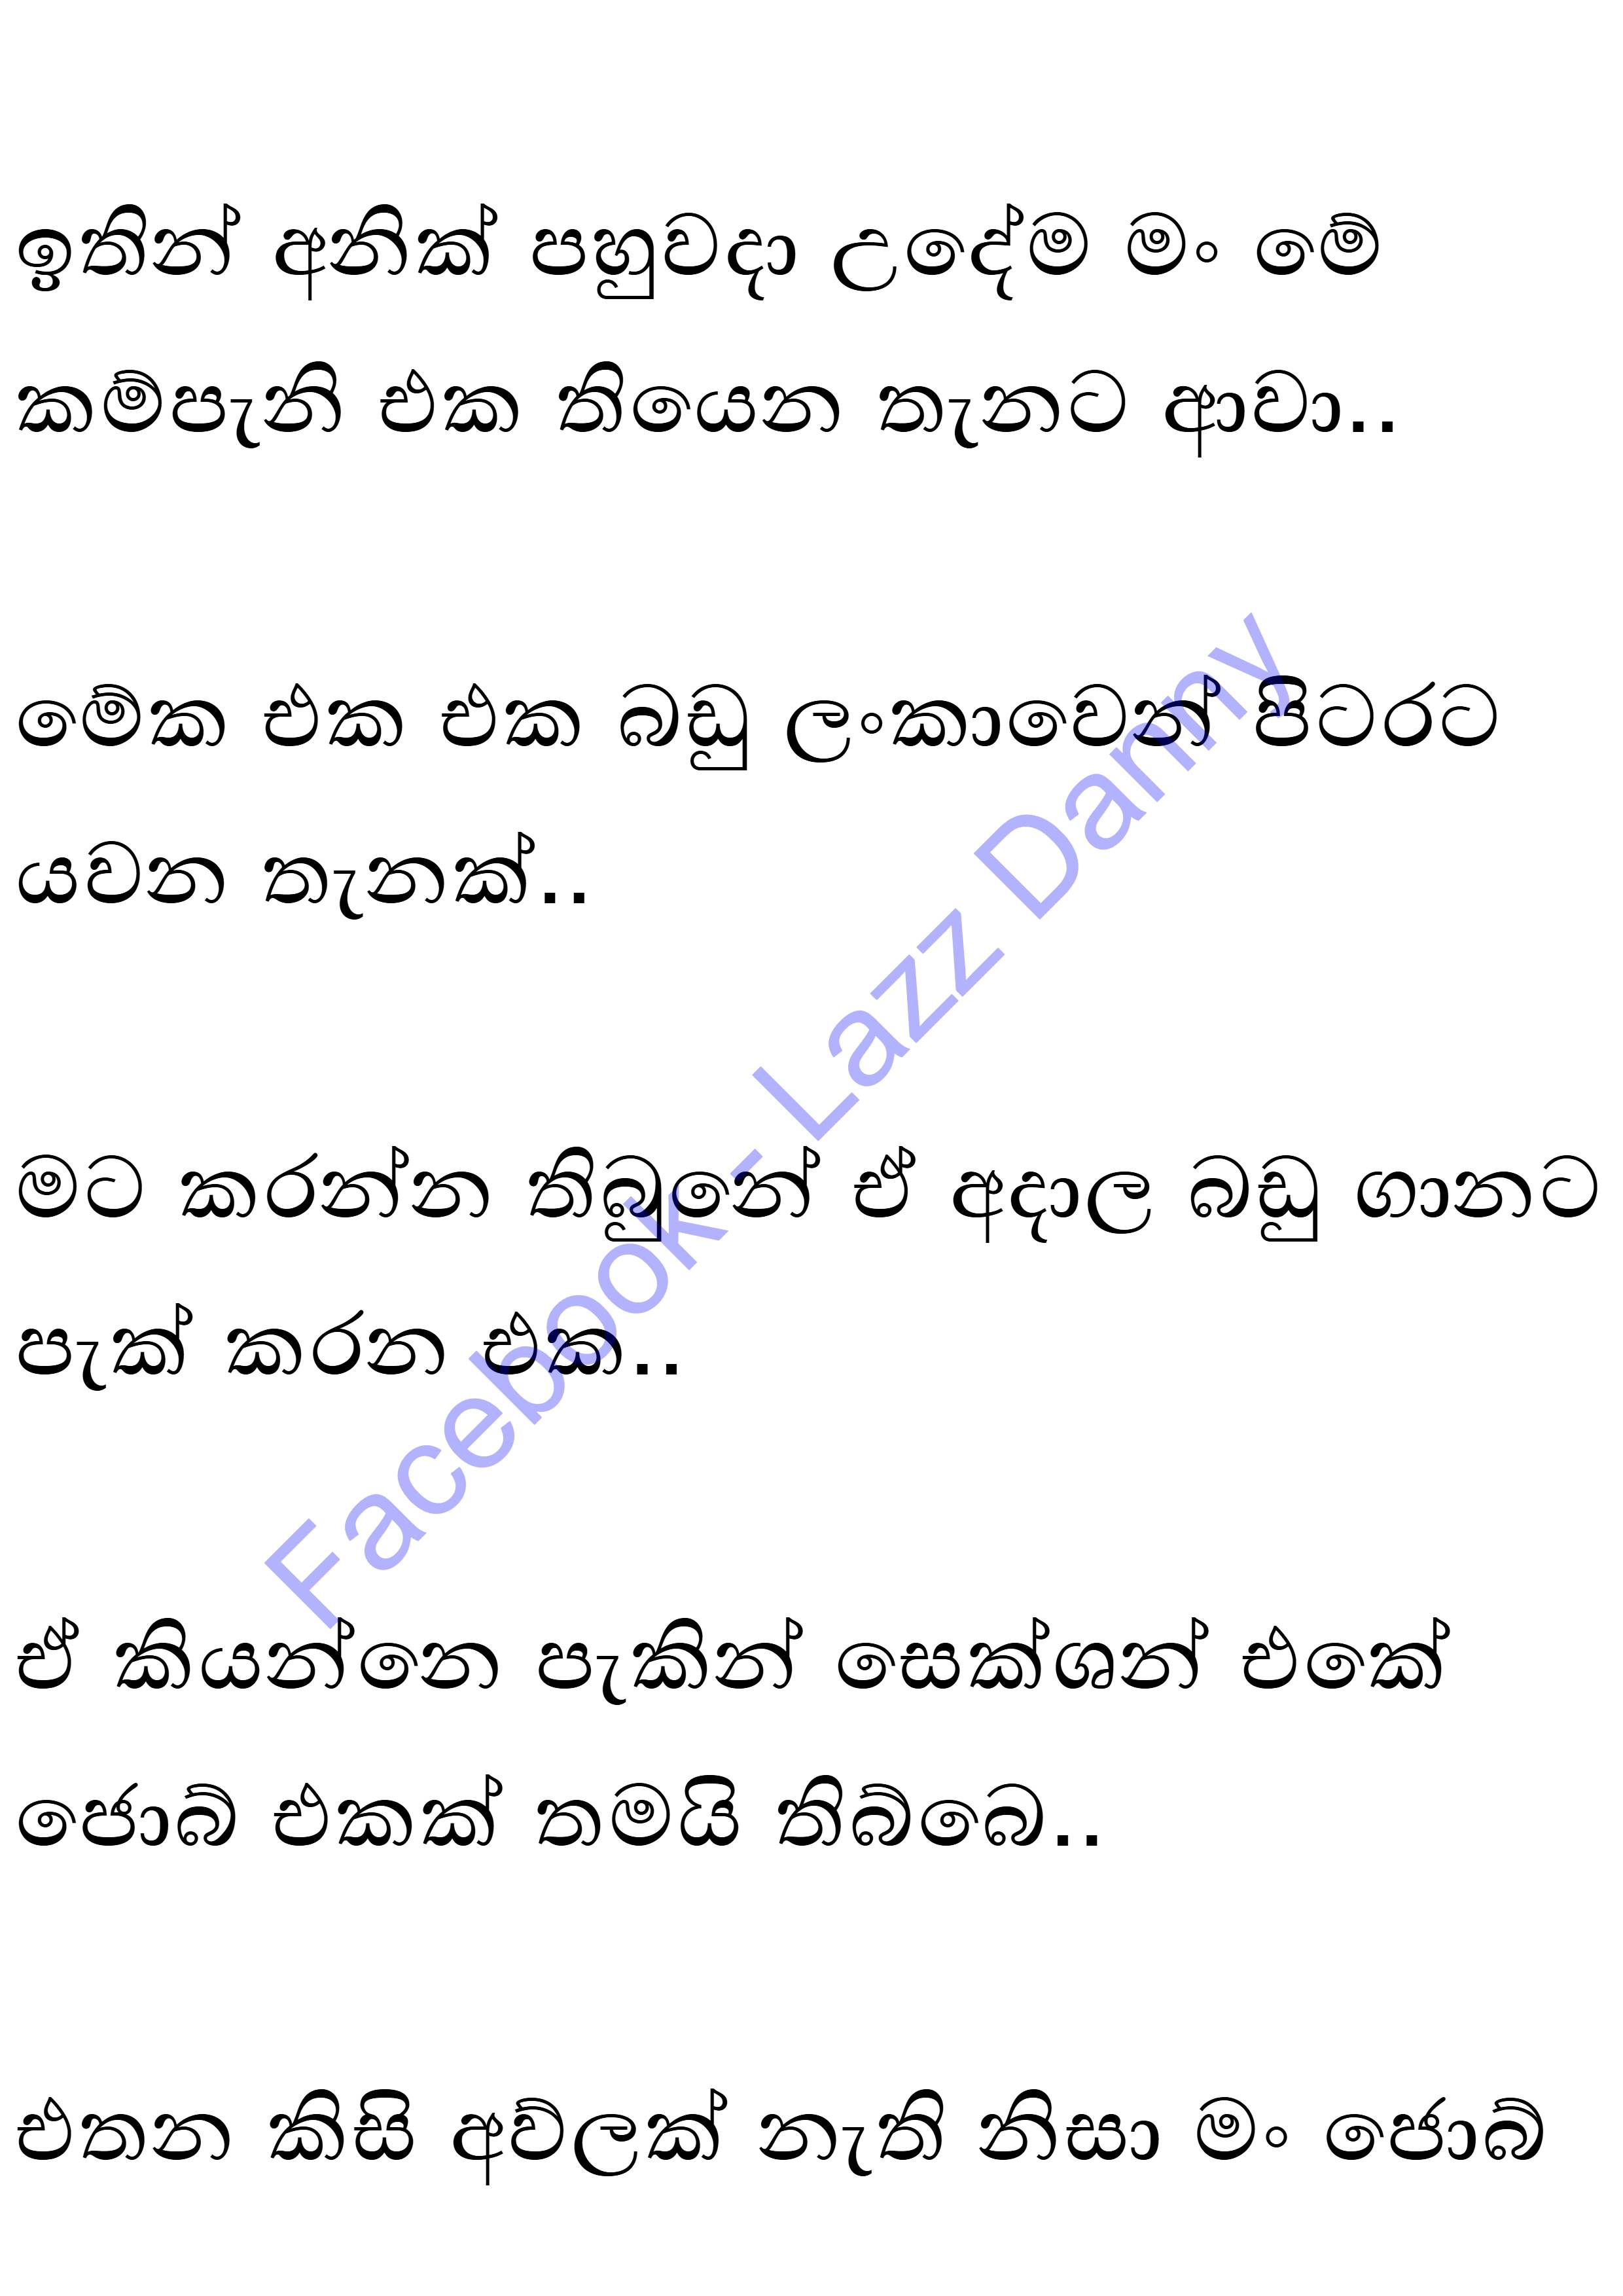 ඉතින් අනික් පහුවදා උදේම මං මේ
කම්පැනි එක තියෙන තැනට ආවා..
මේක එක එක බඩු ලංකාවෙන් පිටරට
යවන තැනක්..
මට කරන්න තිබුනේ ඒ අදාල බඩු ගානට
පැක් කරන එක..
ඒ කියන්නෙ පැකින් සෙක්ශන් එකේ
ජොබ් එකක් තමයි තිබ්බෙ..
එතන කිසි අව්ලක් නැති නිසා මං ජොබ්
Facebook - Lazz Danny